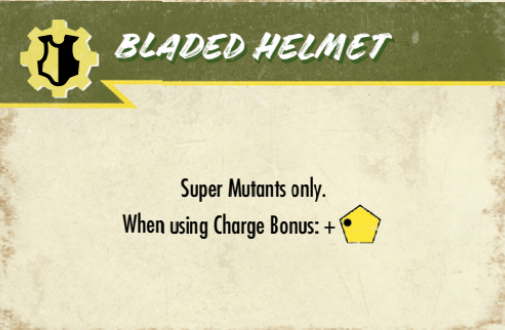 BLADED HELMET
Super Mutants only.
When using Charge Bonus: +